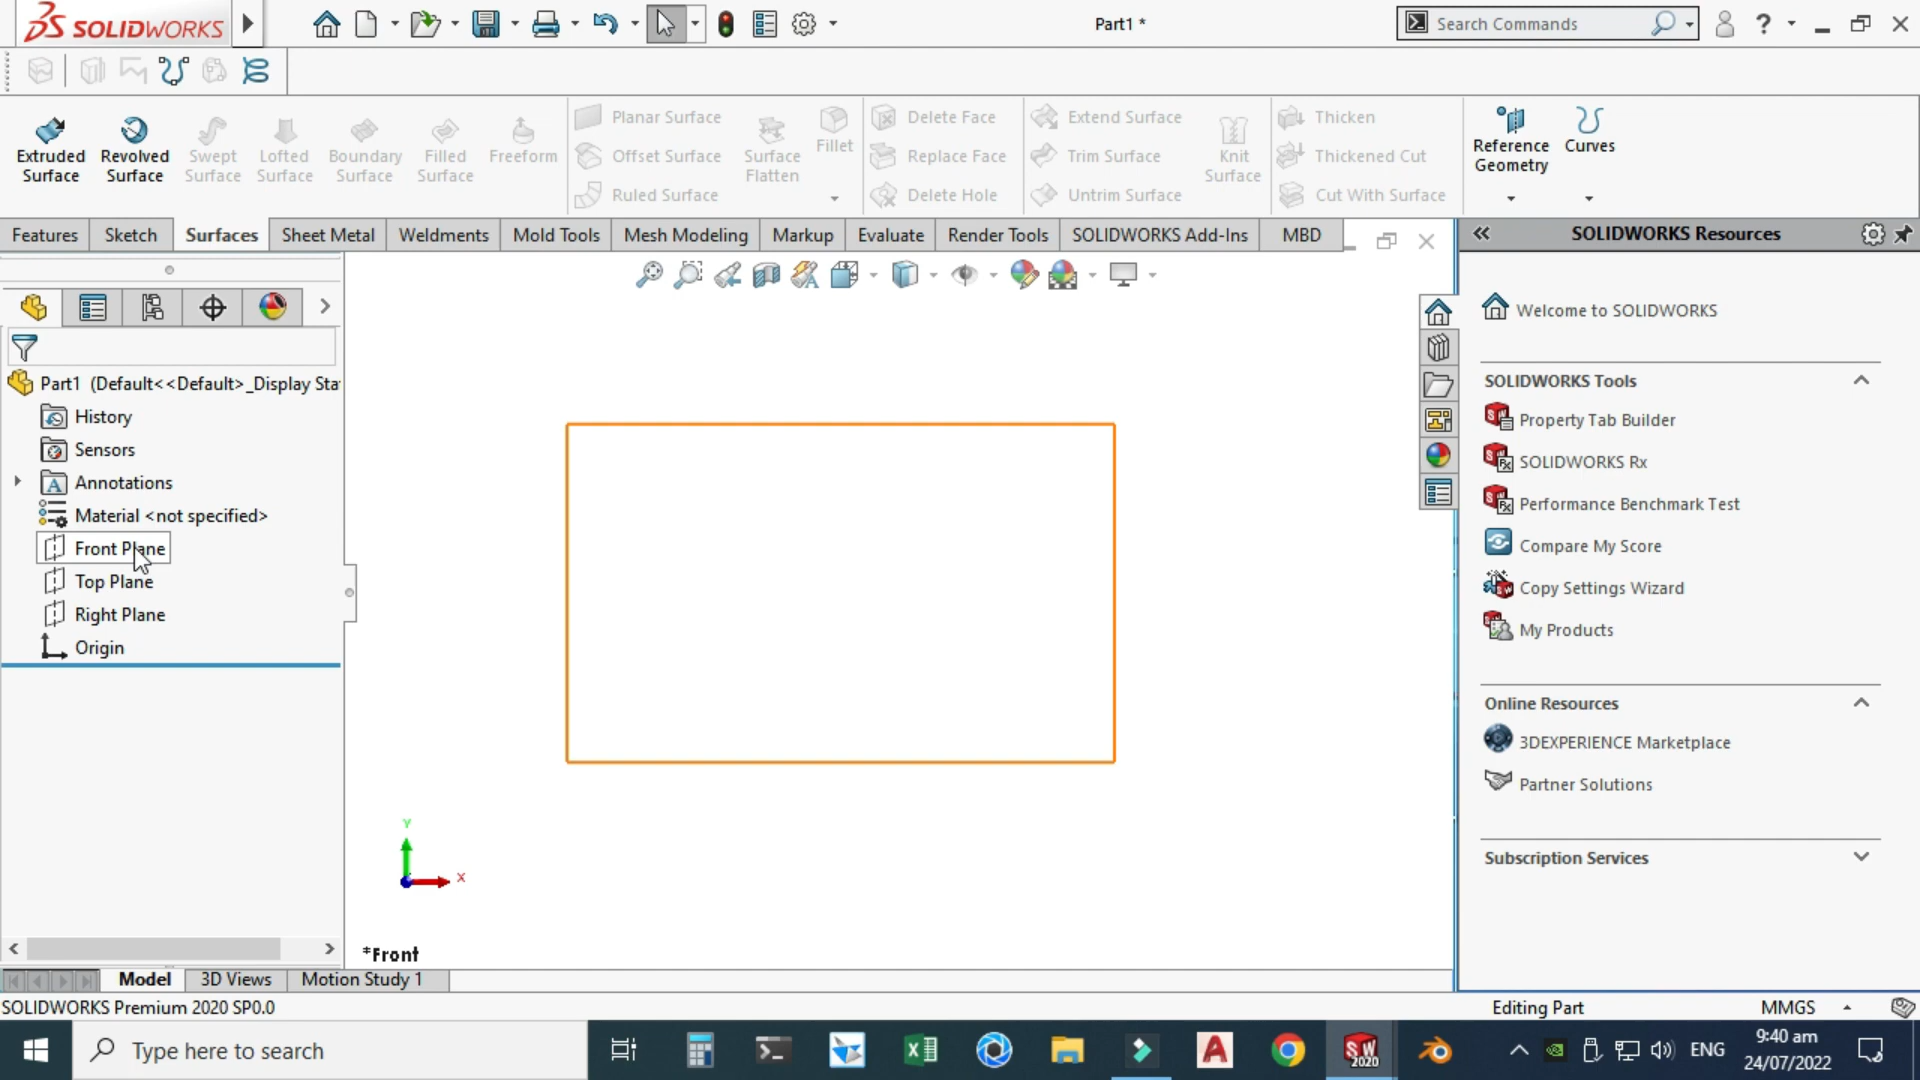 SOLIDWORKS
Part1 *
Search Commands
Extruded Surface
Revolved Surface
Swept Surface
Lofted Surface
Boundary Surface
Filled Surface
Freeform
Planar Surface
Offset Surface
Ruled Surface
Surface Flatten
Fillet
Delete Face
Replace Face
Delete Hole
Extend Surface
Trim Surface
Untrim Surface
Knit Surface
Thicken
Thickened Cut
Cut With Surface
Reference Geometry
Curves
Features
Sketch
Surfaces
Sheet Metal
Weldments
Mold Tools
Mesh Modeling
Markup
Evaluate
Render Tools
SOLIDWORKS Add-Ins
MBD
SOLIDWORKS Resources
Part1 (Default<<Default>_Display Sta
History
Sensors
Annotations
Material <not specified>
Front Plane
Top Plane
Right Plane
Origin
Y
X
*Front
Welcome to SOLIDWORKS
SOLIDWORKS Tools
Property Tab Builder
SOLIDWORKS Rx
Performance Benchmark Test
Compare My Score
Copy Settings Wizard
My Products
Online Resources
3DEXPERIENCE Marketplace
Partner Solutions
Subscription Services
Model
3D Views
Motion Study 1
SOLIDWORKS Premium 2020 SP0.0
Editing Part
MMGS
Type here to search
SW 2020
ENG
9:40 am
24/07/2022